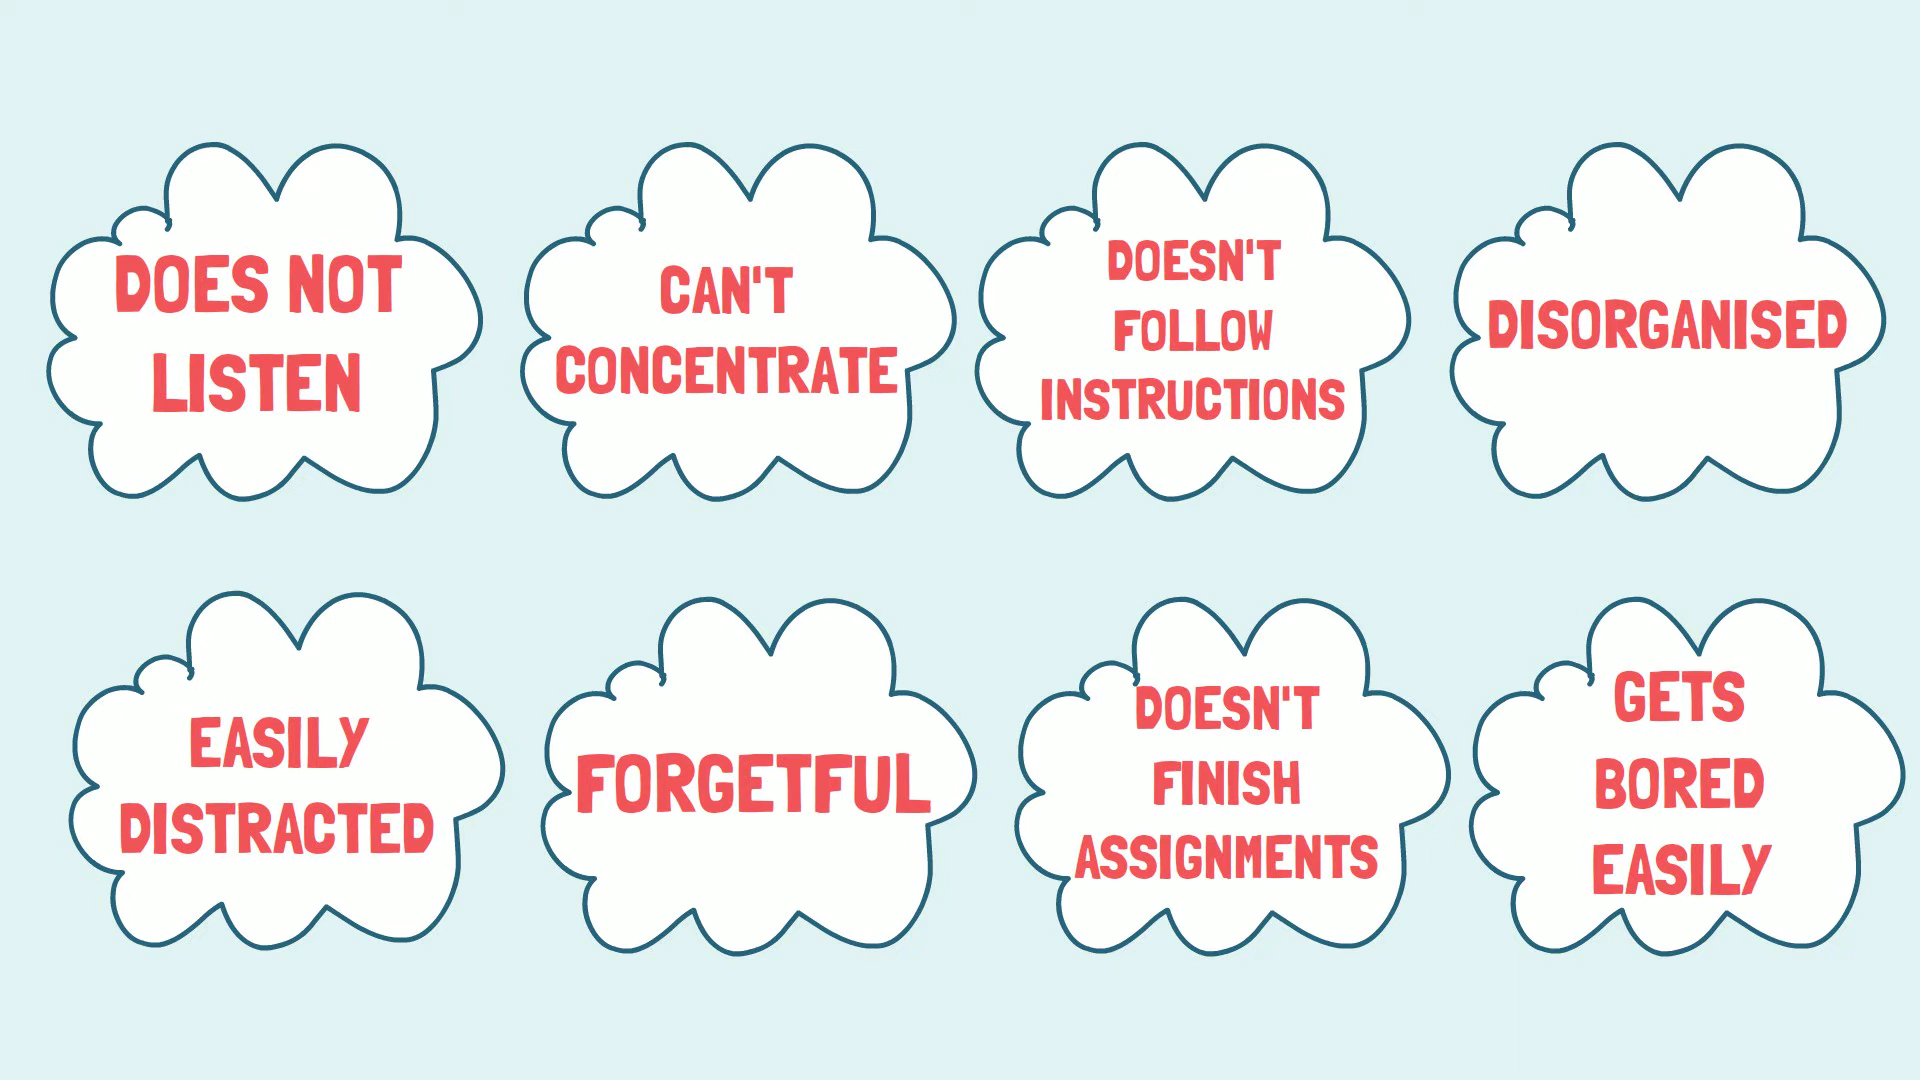 DOES NOT
LISTEN
CAN'T
CONCENTRATE
DOESN'T
FOLLOW
INSTRUCTIONS
DISORGANISED
EASILY
DISTRACTED
FORGETFUL
DOESN'T
FINISH
ASSIGNMENTS
GETS
BORED
EASILY